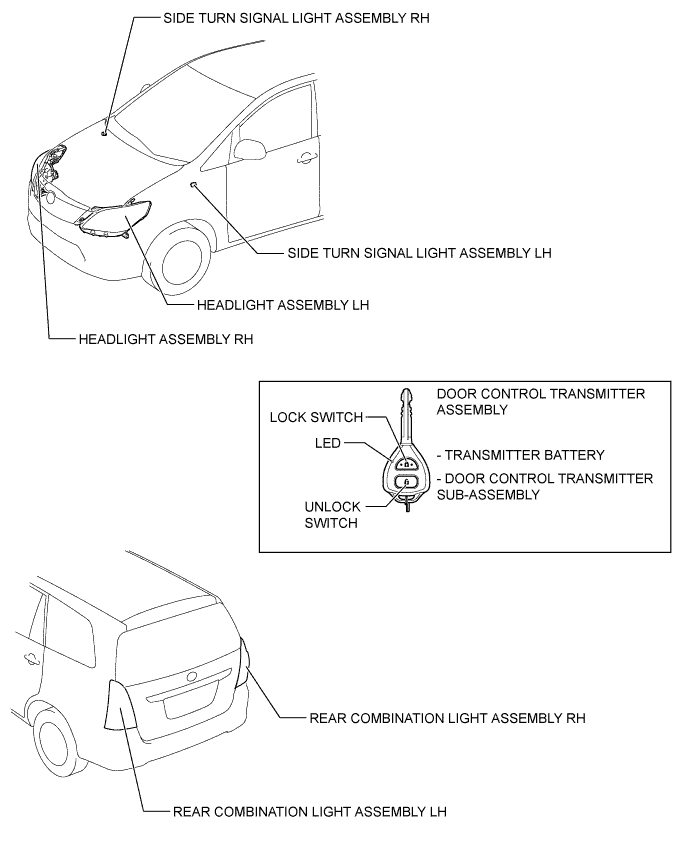 SIDE TURN SIGNAL LIGHT ASSEMBLY RH
SIDE TURN SIGNAL LIGHT ASSEMBLY LH
HEADLIGHT ASSEMBLY LH
HEADLIGHT ASSEMBLY RH
DOOR CONTROL TRANSMITTER
ASSEMBLY
LOCK SWITCH
LED
- TRANSMITTER BATTERY
- DOOR CONTROL TRANSMITTER
SUB-ASSEMBLY
UNLOCK
SWITCH
REAR COMBINATION LIGHT ASSEMBLY RH
REAR COMBINATION LIGHT ASSEMBLY LH